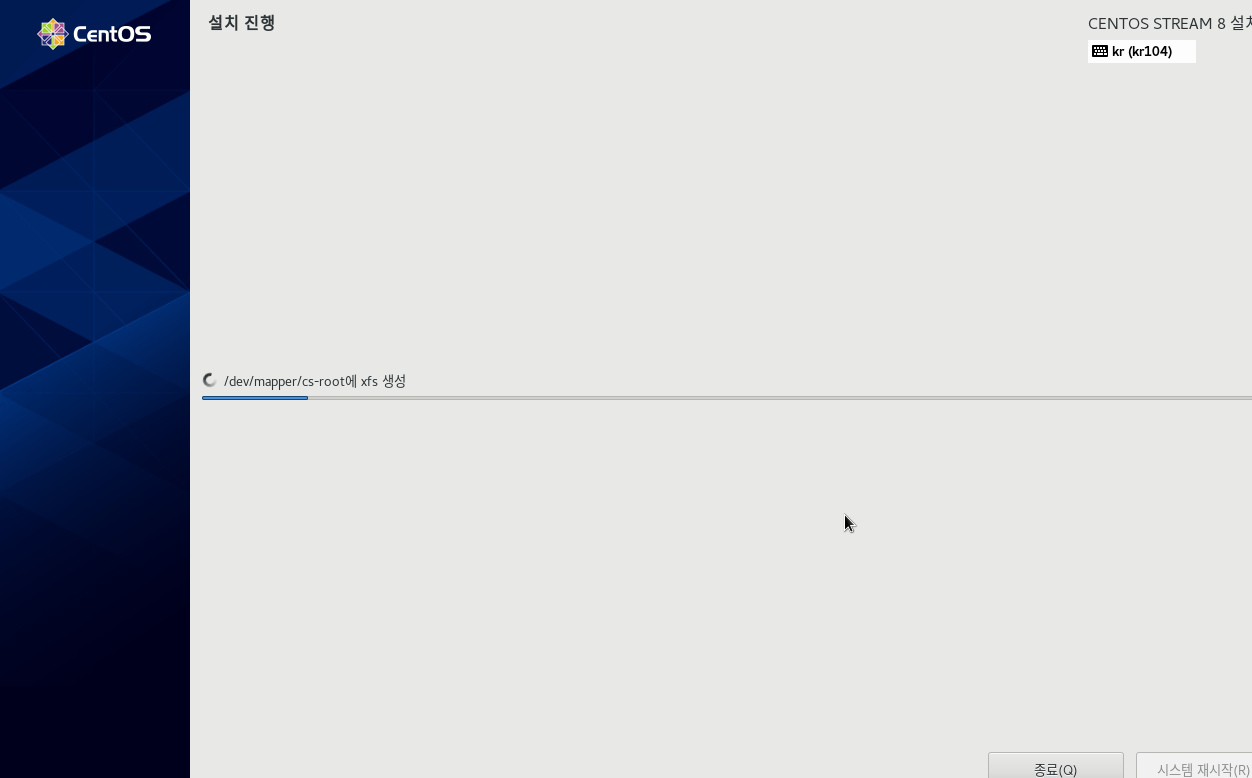 CentOS
설치 진행
CENTOS STREAM 8 설치
kr (kr104)
/dev/mapper/cs-root에 xfs 생성
종료(Q)
시스템 재시작(R)